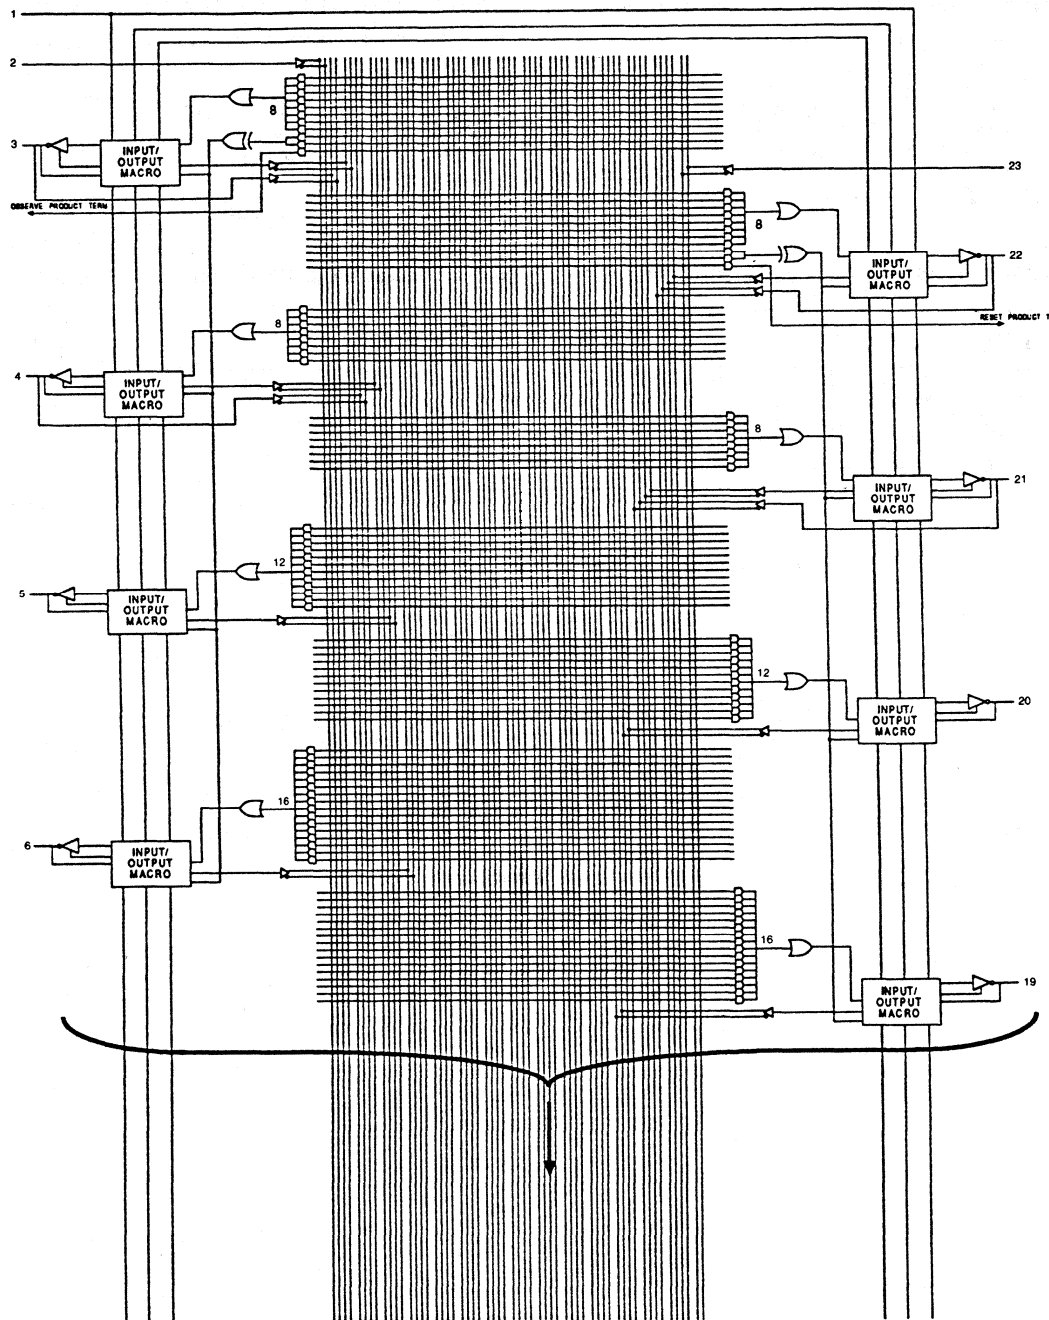 1
2
8
3
INPUT/
OUTPUT
MACRO
23
OBSERVE PRODUCT TERM
8
INPUT/
OUTPUT
MACRO
22
RESET PRODUCT T
8
4
INPUT/
OUTPUT
MACRO
8
INPUT/
OUTPUT
MACRO
21
12
5
INPUT/
OUTPUT
MACRO
12
INPUT/
OUTPUT
MACRO
20
16
6
INPUT/
OUTPUT
MACRO
16
INPUT/
OUTPUT
MACRO
19